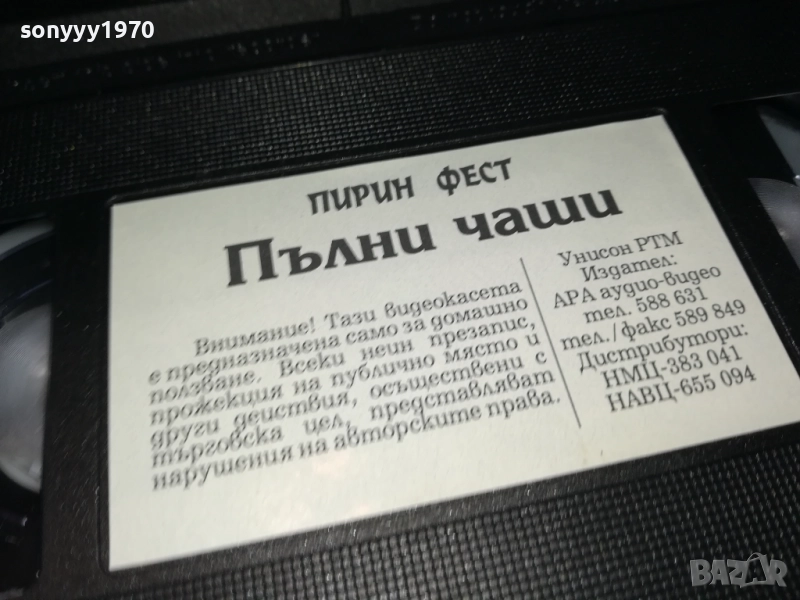 sonyyy1970
ПИРИН ФЕСТ
Пълни чаши
Внимание! Тази видеокасета
е предназначена само за домашно
ползване. Всеки неин презапис,
прожекция на публично място и
други действия, осъществени с
търговска цел, представляват
нарушения на авторските права.
Унисон РТМ
Издател:
АРА аудио-видео
тел. 588 631
тел./факс 589 849
Дистрибутори:
НМЦ-383 041
НАВЦ-655 094
BAZAR